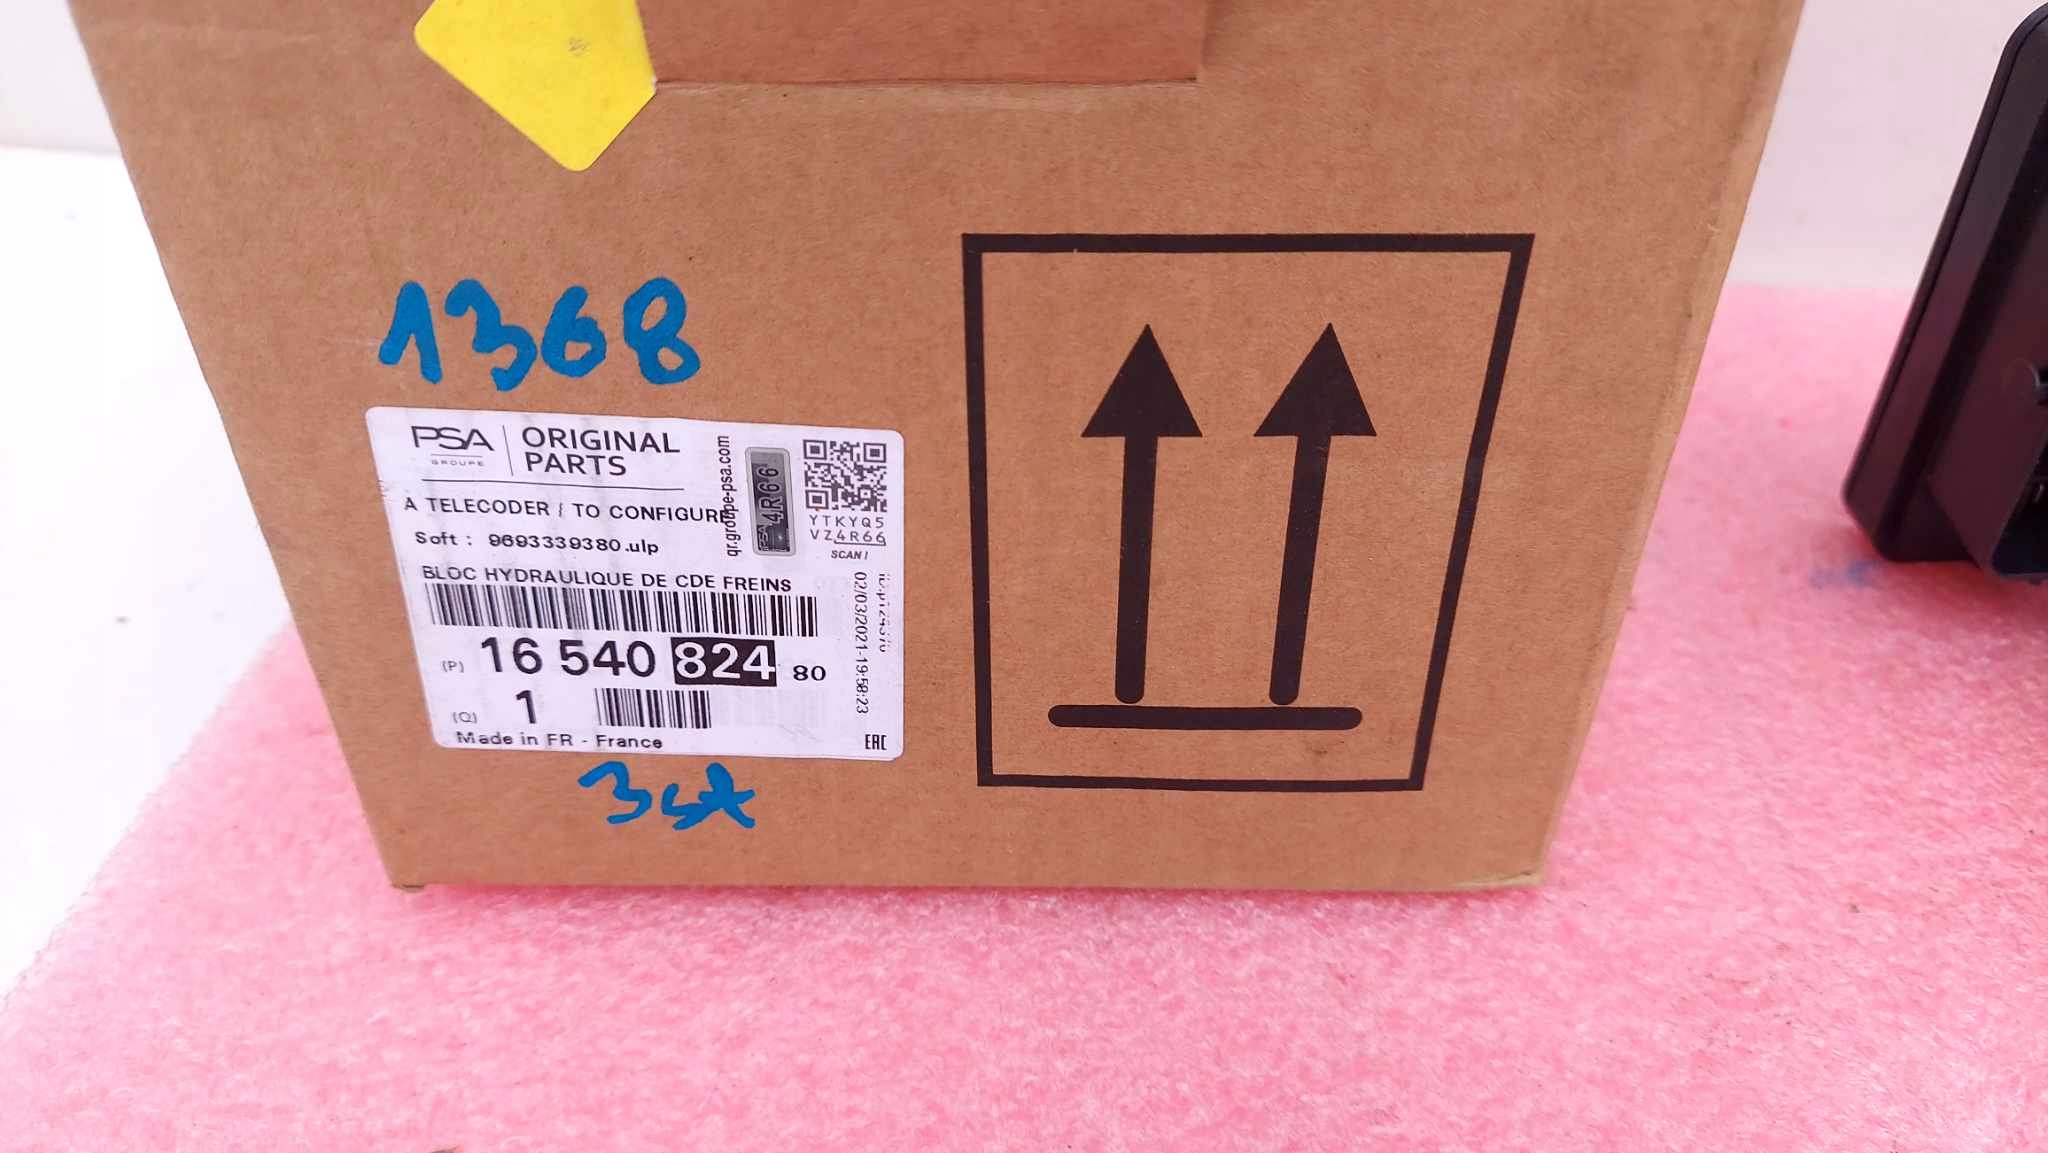 1368
PSA
GROUPE
ORIGINAL
PARTS
qr.groupe-psa.com
4R66
YTKYQ5
VZ4R66
SCAN !
A TELECODER / TO CONFIGURE
Soft : 9693339380.ulp
BLOC HYDRAULIQUE DE CDE FREINS
02/03/2021-19:58:23
(P) 16 540 824 80
(Q) 1
Made in FR - France
EAC